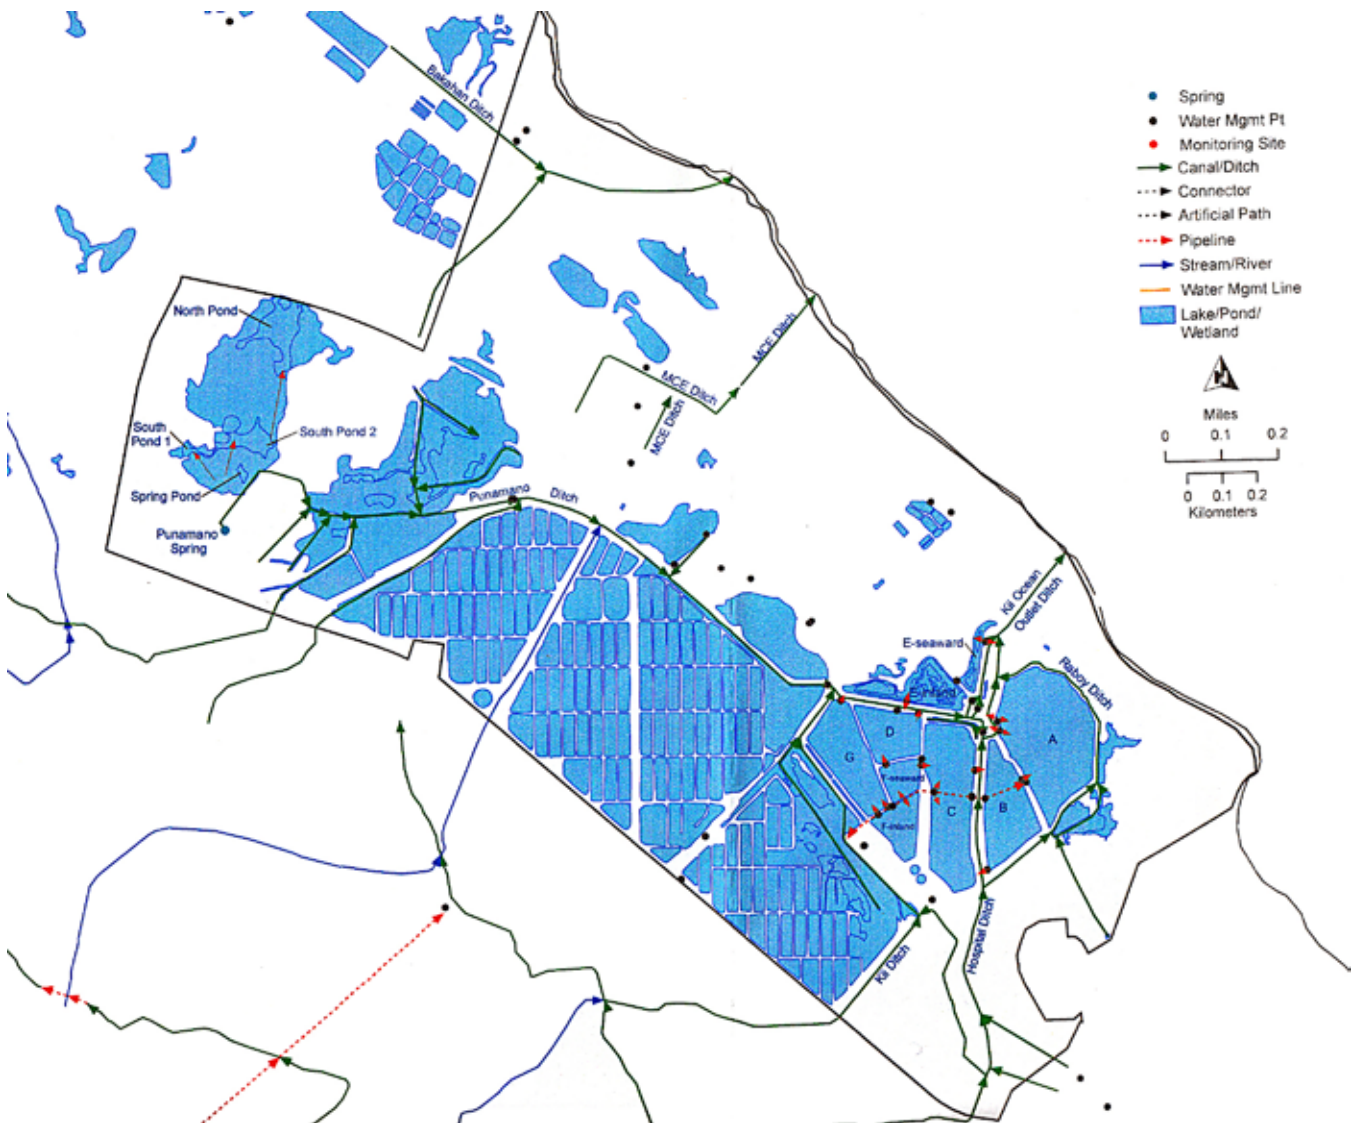 Bakahan Ditch
Spring
Water Mgmt Pt
Monitoring Site
Canal/Ditch
Connector
Artificial Path
Pipeline
Stream/River
Water Mgmt Line
Lake/Pond/
Wetland
N
Miles
0 0.1 0.2
0 0.1 0.2
Kilometers
North Pond
MCE Ditch
MCE Ditch
MCE Ditch
South
Pond 1
South Pond 2
Spring Pond
Punamano
Spring
Punamano Ditch
Kii Ocean
Outlet Ditch
E-seaward
E-inland
Raboy Ditch
A
D
G
F-seaward
C
B
F-inland
Hospital Ditch
Kii Ditch